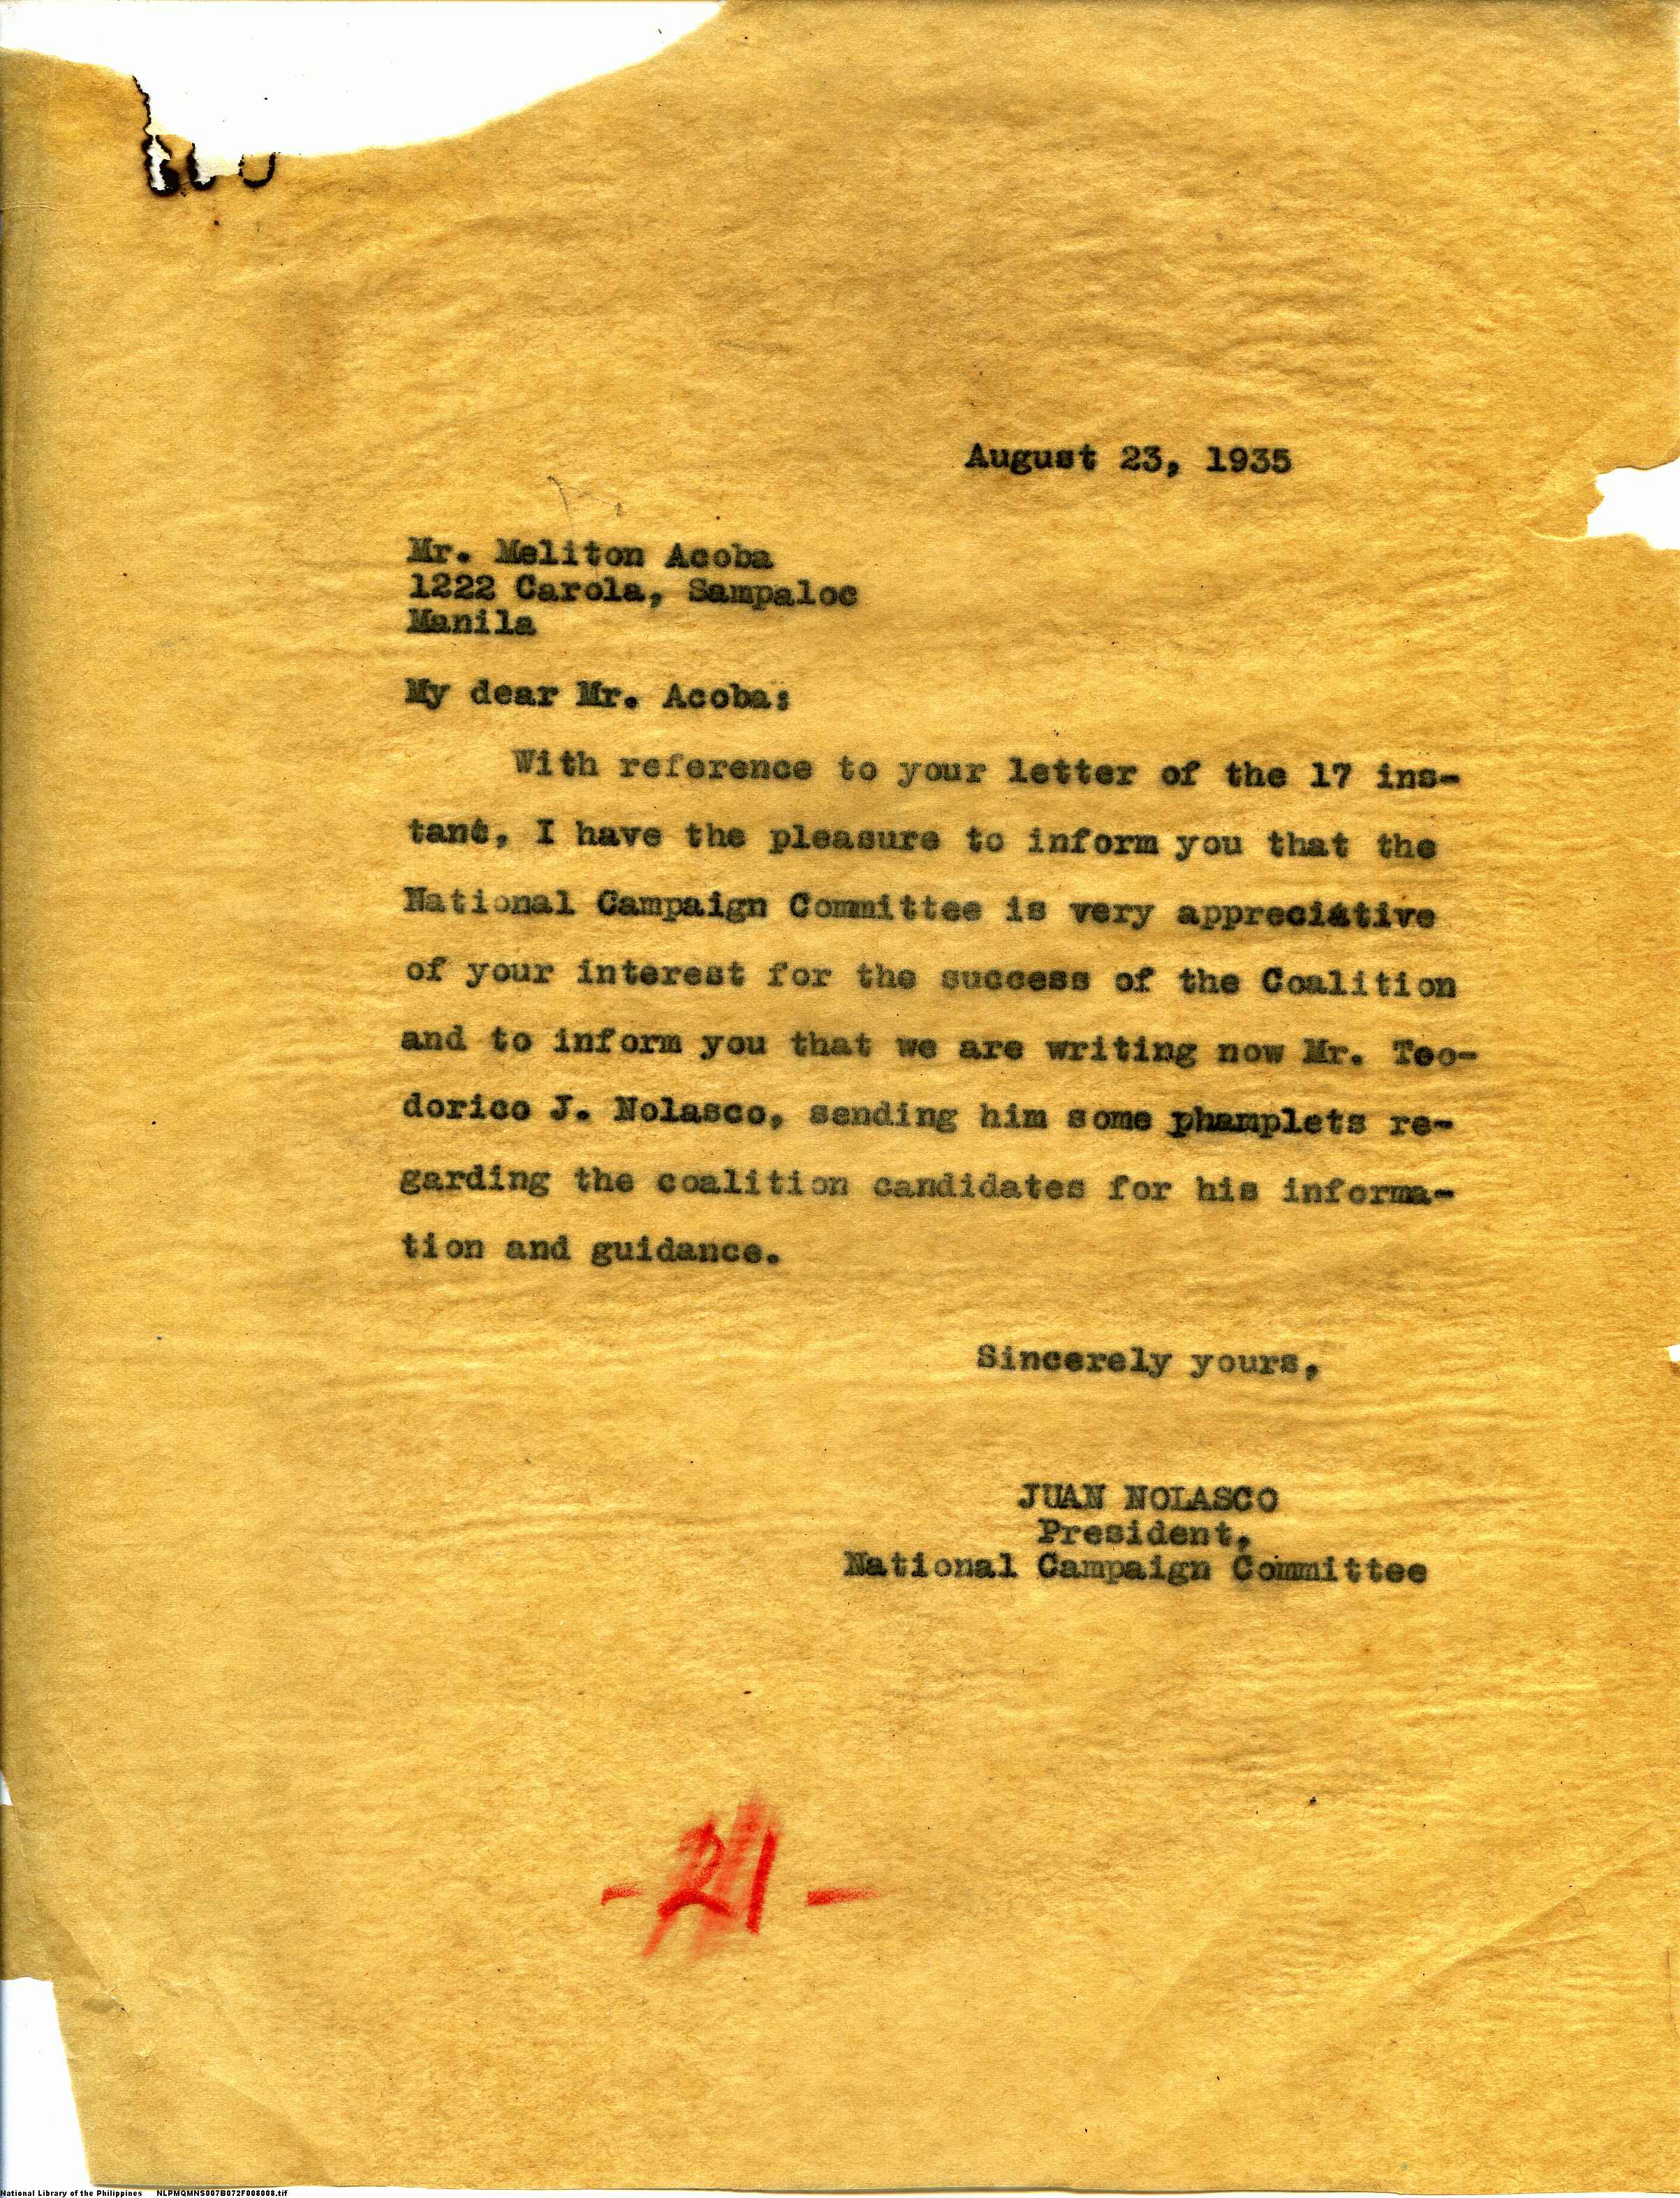 August 23, 1935
Mr. Meliton Acoba
1222 Carola, Sampaloc
Manila
My dear Mr. Acoba:
With reference to your letter of the 17 ins-
tant, I have the pleasure to inform you that the
National Campaign Committee is very appreciative
of your interest for the success of the Coalition
and to inform you that we are writing now Mr. Teo-
dorico J. Nolasco, sending him some phamplets re-
garding the coalition candidates for his informa-
tion and guidance.
Sincerely yours,
JUAN NOLASCO
President,
National Campaign Committee
- 21 -
National Library of the Philippines NLPMQMNS007B072F008008.tif